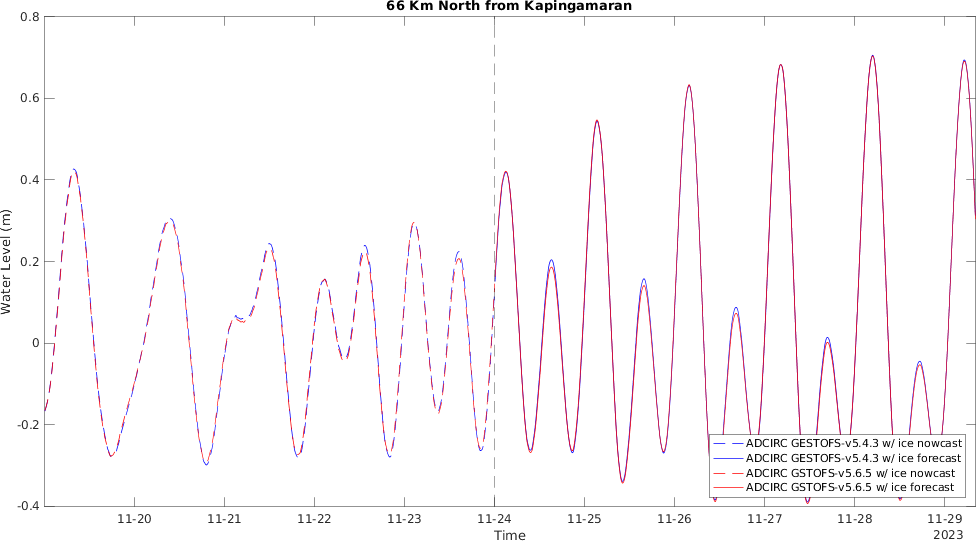 66 Km North from Kapingamaran
0.8
0.6
0.4
0.2
0
-0.2
-0.4
Water Level (m)
11-20
11-21
11-22
11-23
11-24
11-25
11-26
11-27
11-28
11-29
2023
Time
ADCIRC GESTOFS-v5.4.3 w/ ice nowcast
ADCIRC GESTOFS-v5.4.3 w/ ice forecast
ADCIRC GSTOFS-v5.6.5 w/ ice nowcast
ADCIRC GSTOFS-v5.6.5 w/ ice forecast